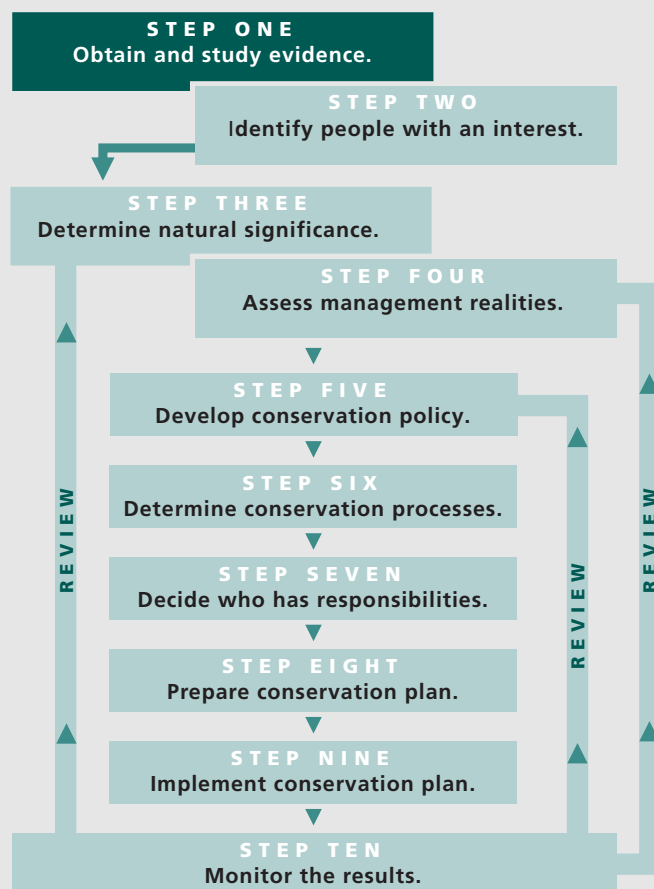 STEP ONE
Obtain and study evidence.
STEP TWO
Identify people with an interest.
STEP THREE
Determine natural significance.
STEP FOUR
Assess management realities.
STEP FIVE
Develop conservation policy.
STEP SIX
Determine conservation processes.
STEP SEVEN
Decide who has responsibilities.
STEP EIGHT
Prepare conservation plan.
STEP NINE
Implement conservation plan.
STEP TEN
Monitor the results.
REVIEW
REVIEW
REVIEW